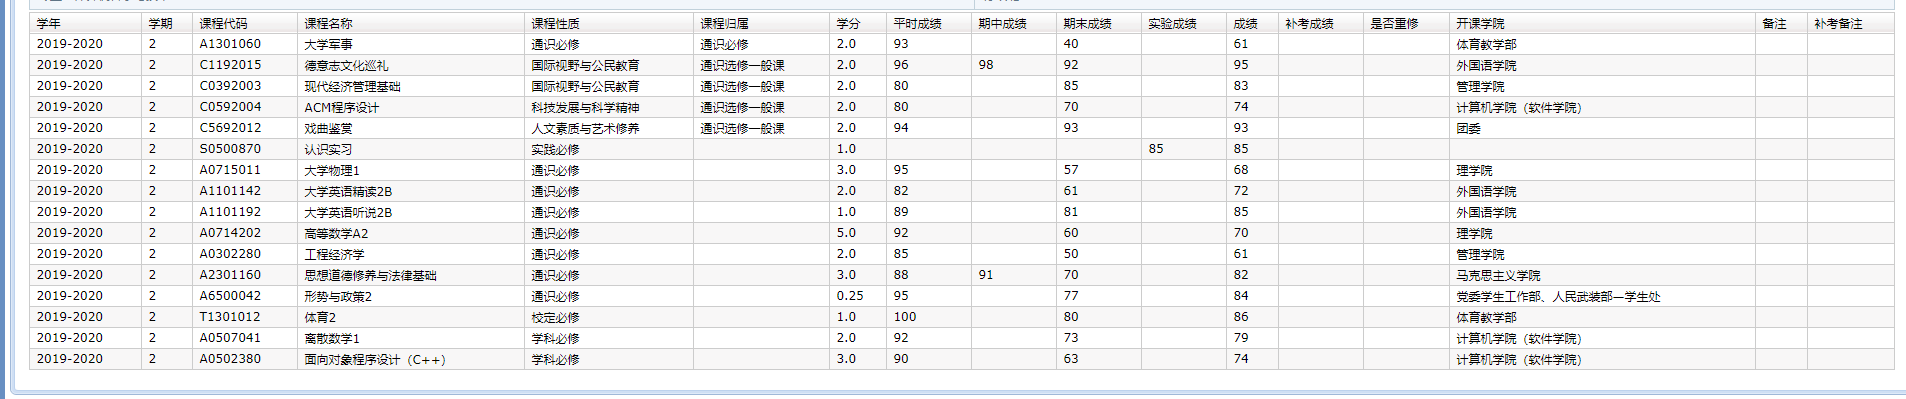 学年 学期 课程代码 课程名称 课程性质 课程归属 学分 平时成绩 期中成绩 期末成绩 实验成绩 成绩 补考成绩 是否重修 开课学院 备注 补考备注
2019-2020 2 A1301060 大学军事 通识必修 通识必修 2.0 93 40 61 体育教学部
2019-2020 2 C1192015 德意志文化巡礼 国际视野与公民教育 通识选修一般课 2.0 96 98 92 95 外国语学院
2019-2020 2 C0392003 现代经济管理基础 国际视野与公民教育 通识选修一般课 2.0 80 85 83 管理学院
2019-2020 2 C0592004 ACM程序设计 科技发展与科学精神 通识选修一般课 2.0 80 70 74 计算机学院（软件学院）
2019-2020 2 C5692012 戏曲鉴赏 人文素质与艺术修养 通识选修一般课 2.0 94 93 93 团委
2019-2020 2 S0500870 认识实习 实践必修 1.0 85 85
2019-2020 2 A0715011 大学物理1 通识必修 3.0 95 57 68 理学院
2019-2020 2 A1101142 大学英语精读2B 通识必修 2.0 82 61 72 外国语学院
2019-2020 2 A1101192 大学英语听说2B 通识必修 1.0 89 81 85 外国语学院
2019-2020 2 A0714202 高等数学A2 通识必修 5.0 92 60 70 理学院
2019-2020 2 A0302280 工程经济学 通识必修 2.0 85 50 61 管理学院
2019-2020 2 A2301160 思想道德修养与法律基础 通识必修 3.0 88 91 70 82 马克思主义学院
2019-2020 2 A6500042 形势与政策2 通识必修 0.25 95 77 84 党委学生工作部、人民武装部—学生处
2019-2020 2 T1301012 体育2 校定必修 1.0 100 80 86 体育教学部
2019-2020 2 A0507041 离散数学1 学科必修 2.0 92 73 79 计算机学院（软件学院）
2019-2020 2 A0502380 面向对象程序设计（C++） 学科必修 3.0 90 63 74 计算机学院（软件学院）